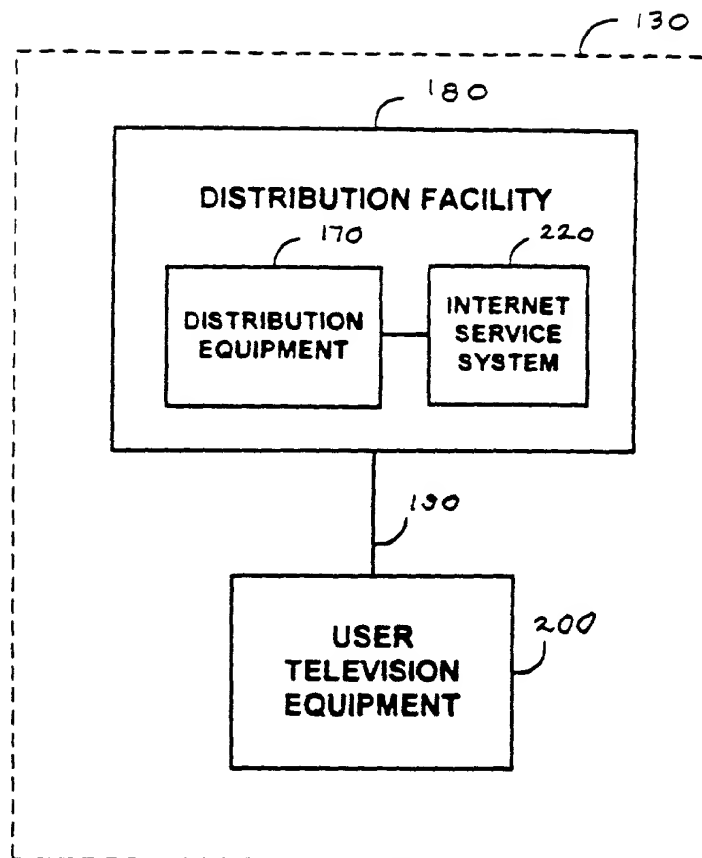 130
180
DISTRIBUTION FACILITY
170
220
DISTRIBUTION
EQUIPMENT
INTERNET
SERVICE
SYSTEM
190
USER
TELEVISION
EQUIPMENT
200